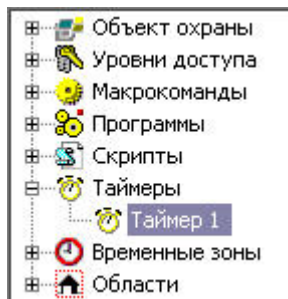 Объект охраны
Уровни доступа
Макрокоманды
Программы
Скрипты
Таймеры
Таймер 1
Временные зоны
Области